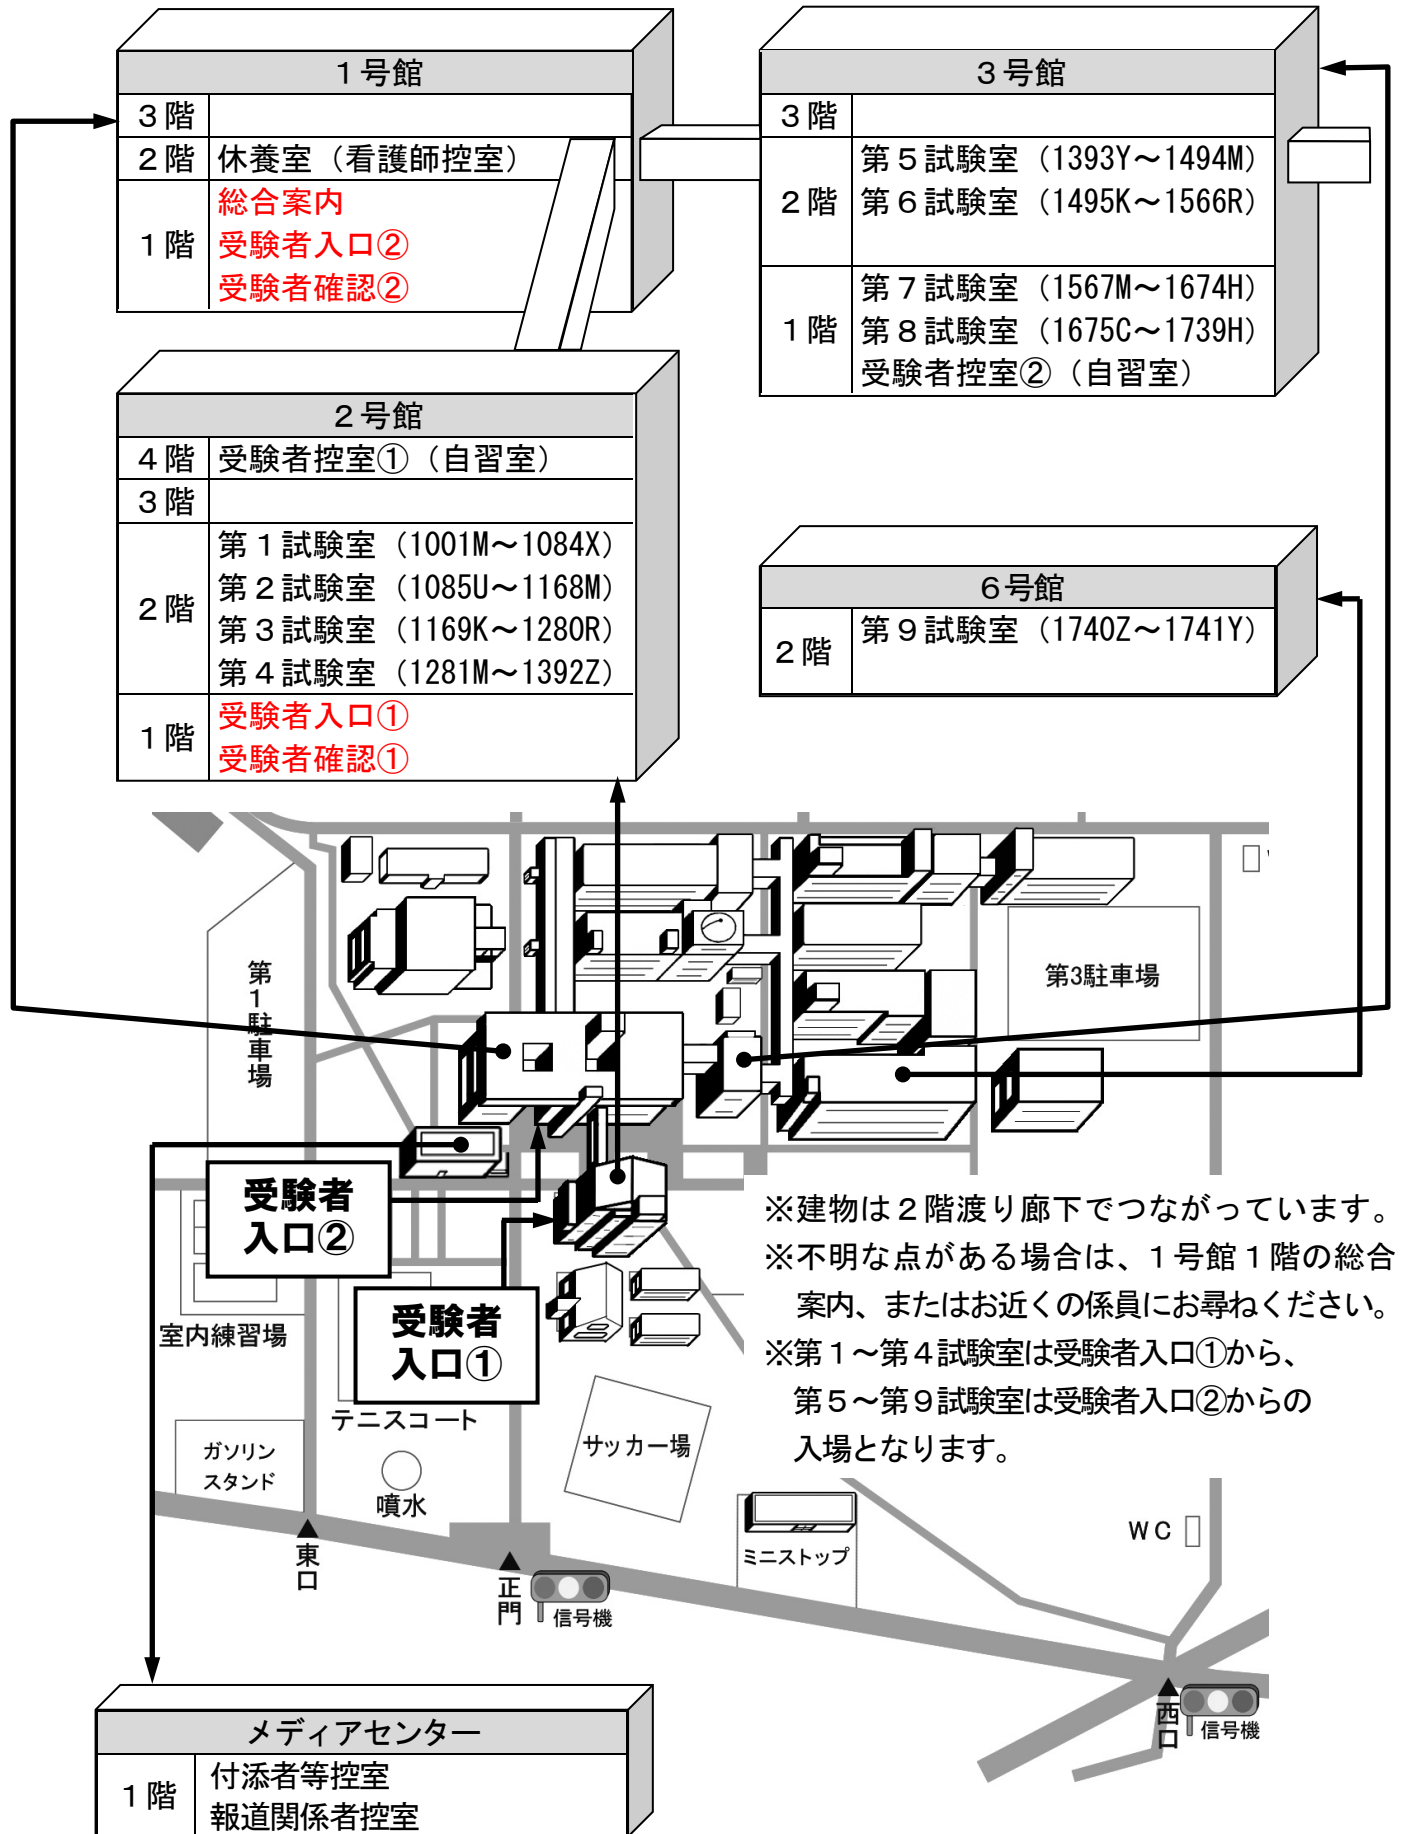 １号館
３階
２階 休養室（看護師控室）
１階
総合案内
受験者入口②
受験者確認②
３号館
３階
２階
第５試験室（1393Y～1494M）
第６試験室（1495K～1566R）
１階
第７試験室（1567M～1674H）
第８試験室（1675C～1739H）
受験者控室②（自習室）
２号館
４階 受験者控室①（自習室）
３階
２階
第１試験室（1001M～1084X）
第２試験室（1085U～1168M）
第３試験室（1169K～1280R）
第４試験室（1281M～1392Z）
１階
受験者入口①
受験者確認①
６号館
２階
第９試験室（1740Z～1741Y）
第1駐車場
第3駐車場
受験者
入口②
受験者
入口①
室内練習場
テニスコート
ガソリン
スタンド
噴水
サッカー場
ミニストップ
ＷＣ
東口
正門
信号機
西口
信号機
※建物は２階渡り廊下でつながっています。
※不明な点がある場合は、１号館１階の総合
案内、またはお近くの係員にお尋ねください。
※第１～第４試験室は受験者入口①から、
第５～第９試験室は受験者入口②からの
入場となります。
メディアセンター
１階
付添者等控室
報道関係者控室